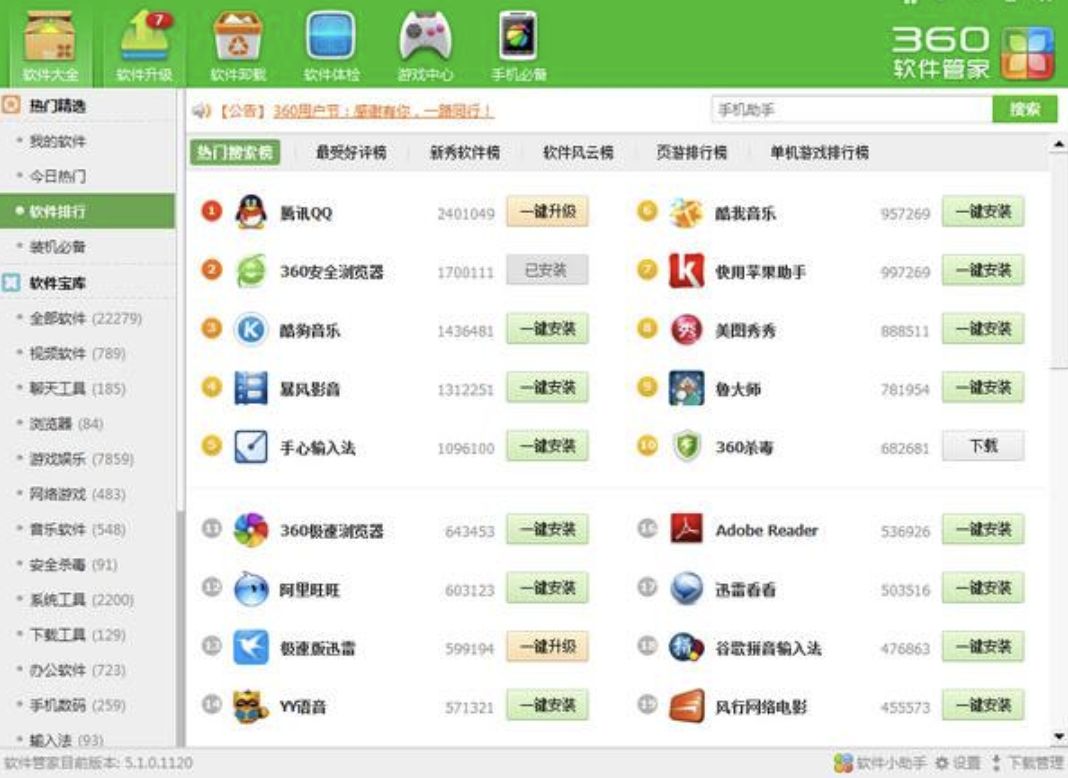 软件大全
7
软件升级
软件卸载
软件体检
游戏中心
手机必备
360
软件管家
热门精选
我的软件
今日热门
软件排行
装机必备
软件宝库
全部软件 (22279)
视频软件 (789)
聊天工具 (185)
浏览器 (84)
游戏娱乐 (7859)
网络游戏 (483)
音乐软件 (548)
安全杀毒 (91)
系统工具 (2200)
下载工具 (129)
办公软件 (723)
手机数码 (259)
输入法 (93)
【公告】 360用户节:感谢有你,一路同行!
手机助手 搜索
热门搜索榜 最受好评榜 新秀软件榜 软件风云榜 页游排行榜 单机游戏排行榜
1 腾讯QQ 2401049 一键升级
6 酷我音乐 957269 一键安装
2 360安全浏览器 1700111 已安装
7 快用苹果助手 997269 一键安装
3 酷狗音乐 1436481 一键安装
8 美图秀秀 888511 一键安装
4 暴风影音 1312251 一键安装
9 鲁大师 781954 一键安装
5 手心输入法 1096100 一键安装
10 360杀毒 682681 下载
11 360极速浏览器 643453 一键安装
16 Adobe Reader 536926 一键安装
12 阿里旺旺 603123 一键安装
17 迅雷看看 503516 一键安装
13 极速版迅雷 599194 一键升级
18 谷歌拼音输入法 476863 一键安装
14 YY语音 571321 一键安装
19 风行网络电影 455573 一键安装
软件管家目前版本: 5.1.0.1120
软件小助手 设置 下载管理